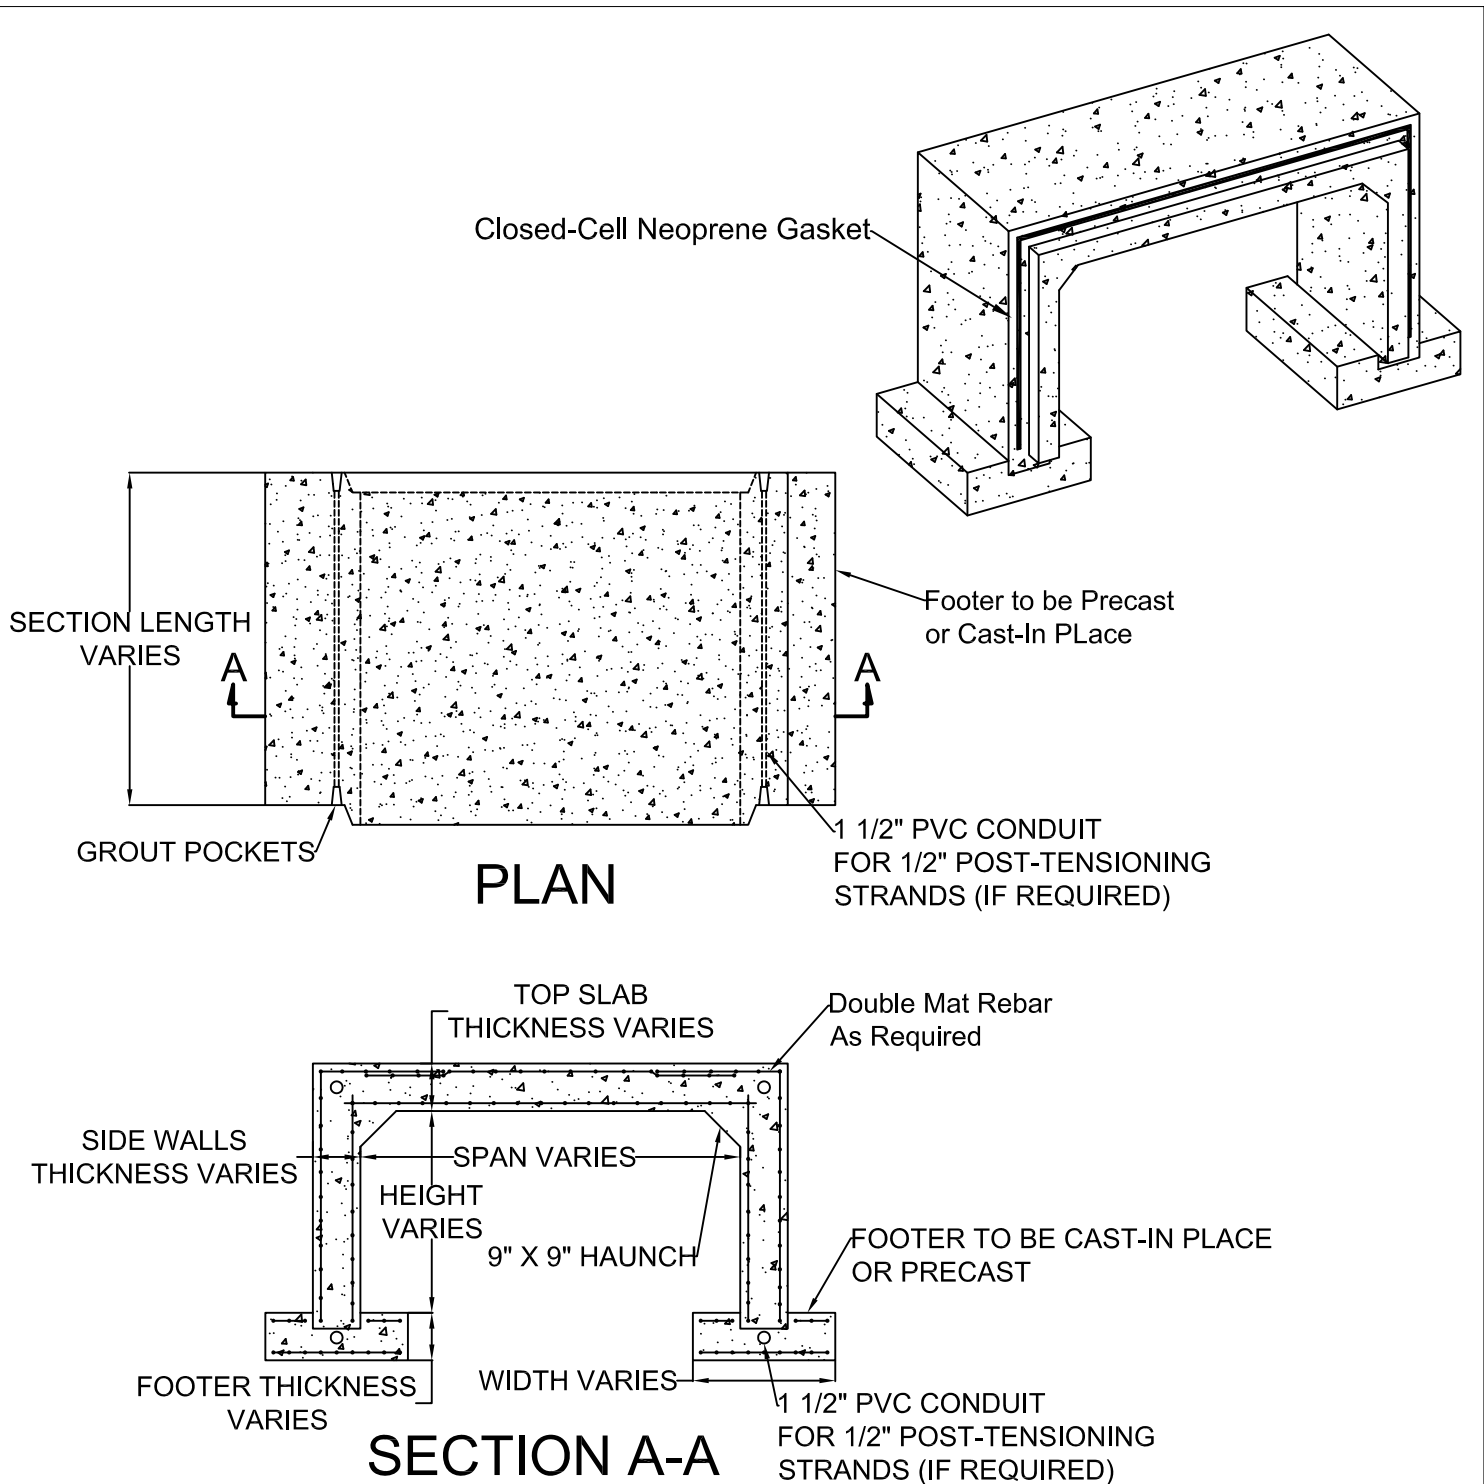 Closed-Cell Neoprene Gasket
SECTION LENGTH
VARIES
A
A
Footer to be Precast
or Cast-In PLace
GROUT POCKETS
1 1/2" PVC CONDUIT
FOR 1/2" POST-TENSIONING
STRANDS (IF REQUIRED)
PLAN
TOP SLAB
THICKNESS VARIES
Double Mat Rebar
As Required
SIDE WALLS
THICKNESS VARIES
SPAN VARIES
HEIGHT
VARIES
9" X 9" HAUNCH
FOOTER TO BE CAST-IN PLACE
OR PRECAST
FOOTER THICKNESS
VARIES
WIDTH VARIES
1 1/2" PVC CONDUIT
FOR 1/2" POST-TENSIONING
STRANDS (IF REQUIRED)
SECTION A-A